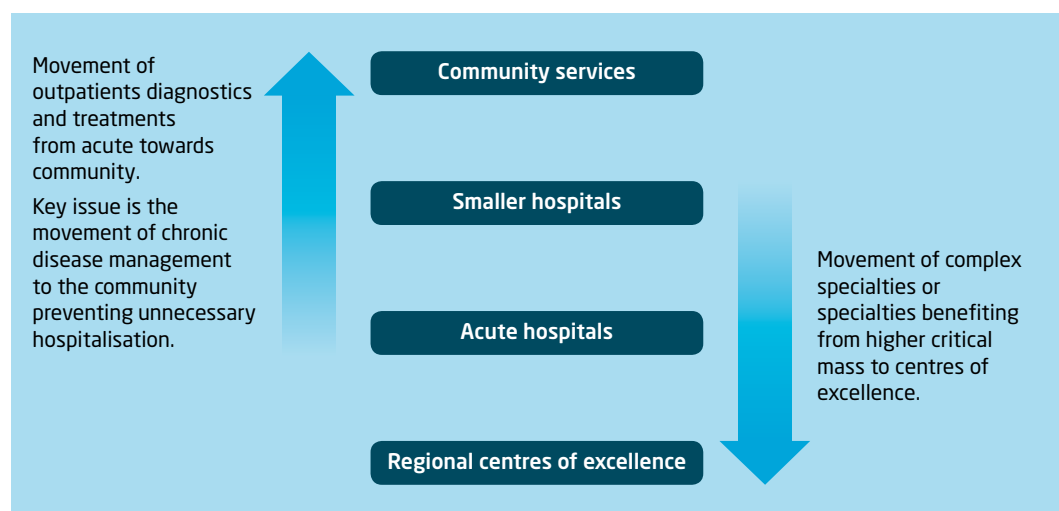 Movement of
outpatients diagnostics
and treatments
from acute towards
community.
Key issue is the
movement of chronic
disease management
to the community
preventing unnecessary
hospitalisation.
Community services
Smaller hospitals
Acute hospitals
Regional centres of excellence
Movement of complex
specialties or
specialties benefiting
from higher critical
mass to centres of
excellence.